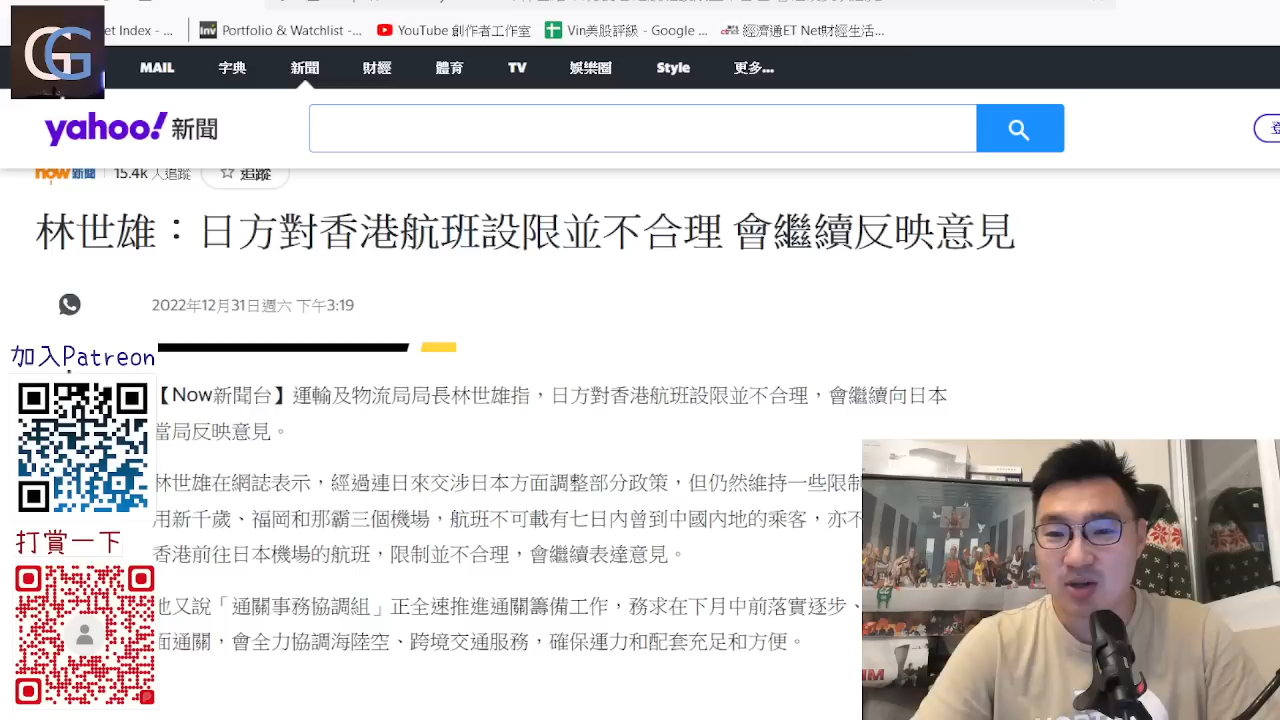 et Index - ...
Portfolio & Watchlist -...
YouTube 創作者工作室
Vin美股評級 - Google ...
經濟通ET Net財經生活...
GG
MAIL
字典
新聞
財經
體育
TV
娛樂圈
Style
更多...
yahoo!新聞
登
now新聞
15.4k 人追蹤
追蹤
林世雄：日方對香港航班設限並不合理 會繼續反映意見
2022年12月31日週六 下午3:19
加入Patreon
【Now新聞台】運輸及物流局局長林世雄指，日方對香港航班設限並不合理，會繼續向日本
當局反映意見。
林世雄在網誌表示，經過連日來交涉日本方面調整部分政策，但仍然維持一些限制
用新千歲、福岡和那霸三個機場，航班不可載有七日內曾到中國內地的乘客，亦不
打賞一下
香港前往日本機場的航班，限制並不合理，會繼續表達意見。
他又說「通關事務協調組」正全速推進通關籌備工作，務求在下月中前落實逐步、
面通關，會全力協調海陸空、跨境交通服務，確保運力和配套充足和方便。